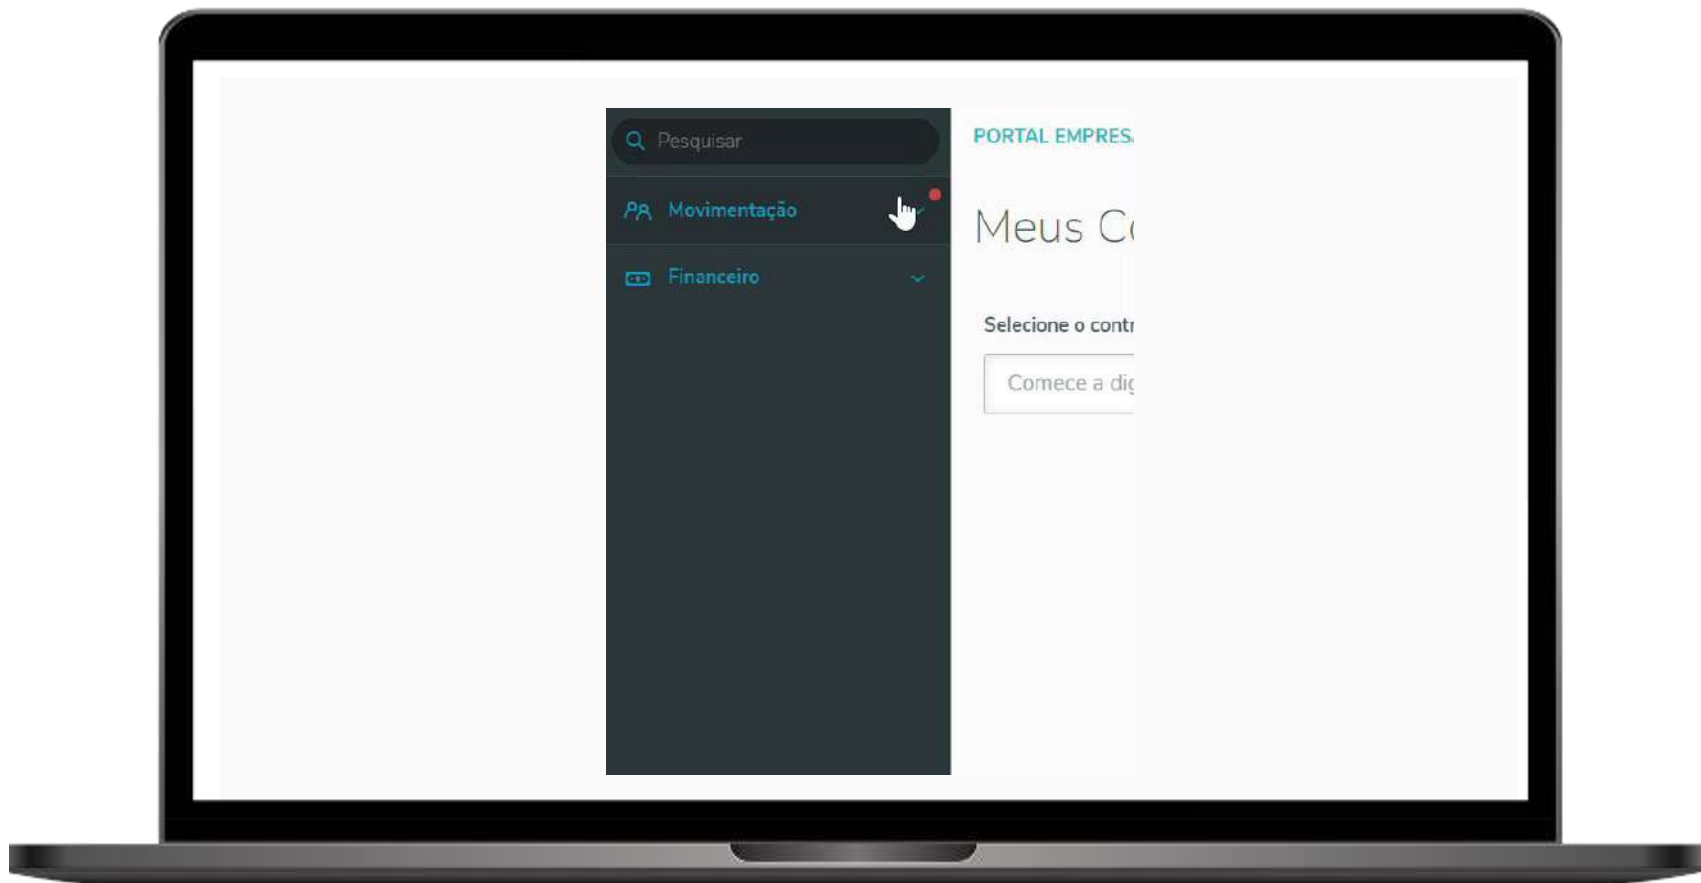 Pesquisar
Movimentação
Financeiro
PORTAL EMPRES
Meus C
Selecione o contr
Comece a dig